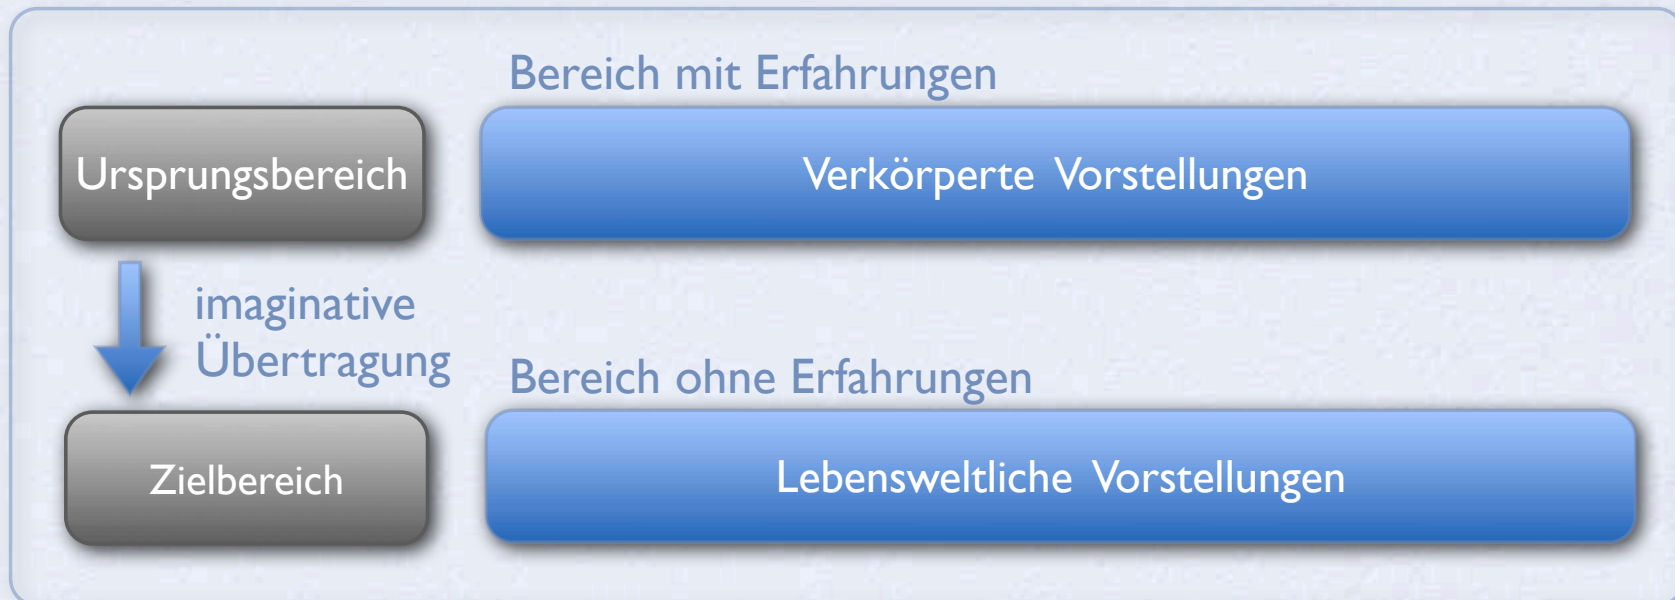 Bereich mit Erfahrungen
Ursprungsbereich
Verkörperte Vorstellungen
imaginative
Übertragung
Bereich ohne Erfahrungen
Zielbereich
Lebensweltliche Vorstellungen